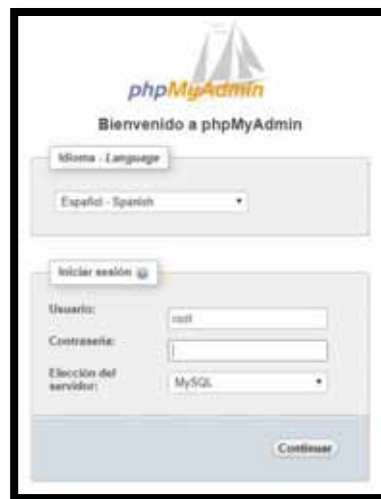 phpMyAdmin
Bienvenido a phpMyAdmin
Idioma - Language
Español - Spanish
Iniciar sesión
Usuario:
root
Contraseña:
Elección del
servidor:
MySQL
Continuar